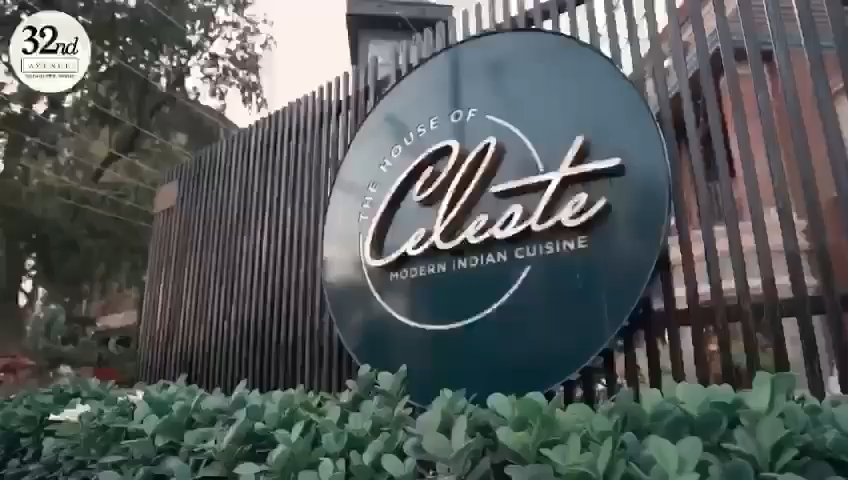 32nd
AVENUE
THE HOUSE OF
Celeste
MODERN INDIAN CUISINE